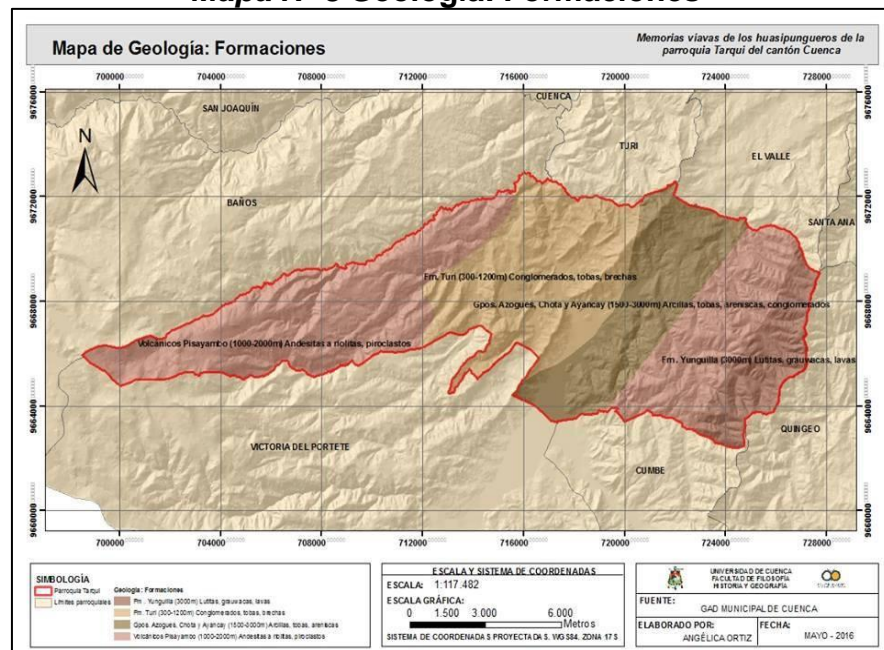 Mapa de Geología: Formaciones
Memorias viavas de los huasipungueros de la
parroquia Tarqui del cantón Cuenca
700000 704000 708000 712000 716000 720000 724000 728000
9676000
9672000
9668000
9664000
9660000
9676000
9672000
9668000
9664000
9660000
N
SAN JOAQUÍN
CUENCA
TURI
EL VALLE
BAÑOS
SANTA ANA
Fm. Turi (300-1200m) Conglomerados, tobas, brechas
Gpos. Azogues, Chota y Ayancay (1500-3000m) Arcillas, tobas, areniscas, conglomerados
Volcánicos Pisayambo (1000-2000m) Andesitas a riolitas, piroclastos
Fm. Yunguilla (3000m) Lutitas, grauvacas, lavas
VICTORIA DEL PORTETE
QUINGEO
CUMBE
700000 704000 708000 712000 716000 720000 724000 728000
SIMBOLOGÍA
Parroquia Tarqui
Límites parroquiales
Geología: Formaciones
Fm. Yunguilla (3000m) Lutitas, grauvacas, lavas
Fm. Turi (300-1200m) Conglomerados, tobas, brechas
Gpos. Azogues, Chota y Ayancay (1500-3000m) Arcillas, tobas, areniscas
Volcánicos Pisayambo (1000-2000m) Andesitas a riolitas, piroclastos
ESCALA Y SISTEMA DE COORDENADAS
ESCALA: 1:117.482
ESCALA GRÁFICA:
0 1.500 3.000 6.000
Metros
SISTEMA DE COORDENADAS PROYECTADAS. WGS84. ZONA 17 S
UNIVERSIDAD DE CUENCA
FACULTAD DE FILOSOFÍA
HISTORIA Y GEOGRAFÍA
FUENTE:
GAD MUNICIPAL DE CUENCA
ELABORADO POR:
ANGÉLICA ORTIZ
FECHA:
MAYO - 2016